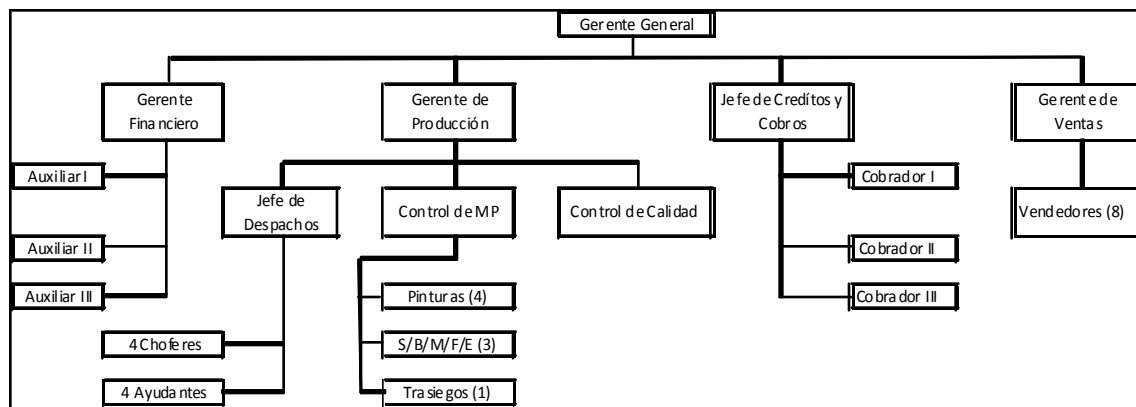 Gerente General
Gerente
Financiero
Gerente de
Producción
Jefe de Credítos y
Cobros
Gerente de
Ventas
Auxiliar I
Auxiliar II
Auxiliar III
Jefe de
Despachos
Control de MP
Control de Calidad
Cobrador I
Cobrador II
Cobrador III
Vendedores (8)
Pinturas (4)
S/B/M/F/E (3)
Trasiegos (1)
4 Choferes
4 Ayudantes